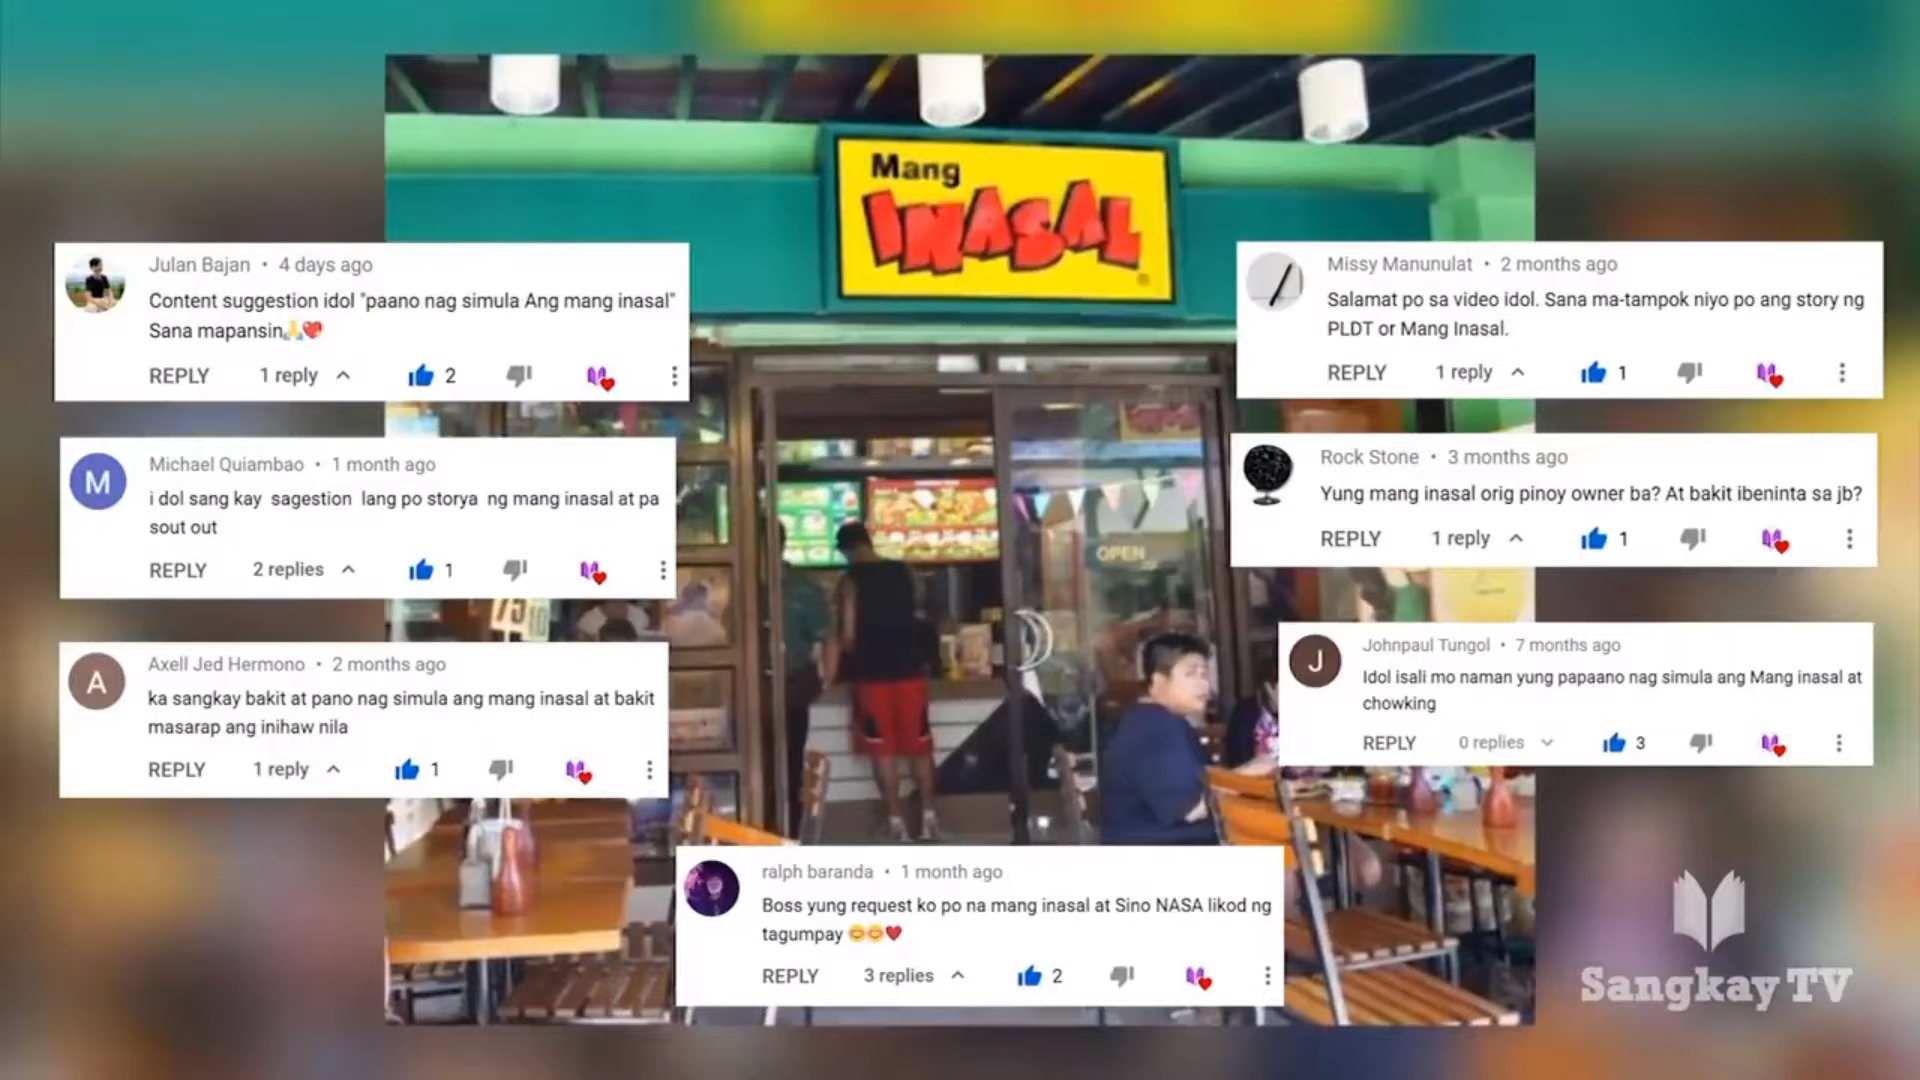 Mang
INASAL
Julan Bajan • 4 days ago
Content suggestion idol "paano nag simula Ang mang inasal"
Sana mapansin🙏💖
REPLY 1 reply 2
Michael Quiambao • 1 month ago
i dol sang kay sagestion lang po storya ng mang inasal at pa
sout out
REPLY 2 replies 1
Axell Jed Hermono • 2 months ago
ka sangkay bakit at pano nag simula ang mang inasal at bakit
masarap ang inihaw nila
REPLY 1 reply 1
Missy Manunulat • 2 months ago
Salamat po sa video idol. Sana ma-tampok niyo po ang story ng
PLDT or Mang Inasal.
REPLY 1 reply 1
Rock Stone • 3 months ago
Yung mang inasal orig pinoy owner ba? At bakit ibeninta sa jb?
REPLY 1 reply 1
Johnpaul Tungol • 7 months ago
Idol isali mo naman yung papaano nag simula ang Mang inasal at
chowking
REPLY 0 replies 3
ralph baranda • 1 month ago
Boss yung request ko po na mang inasal at Sino NASA likod ng
tagumpay 😊😊❤
REPLY 3 replies 2
M
A
J
OPEN
75
Sangkay TV